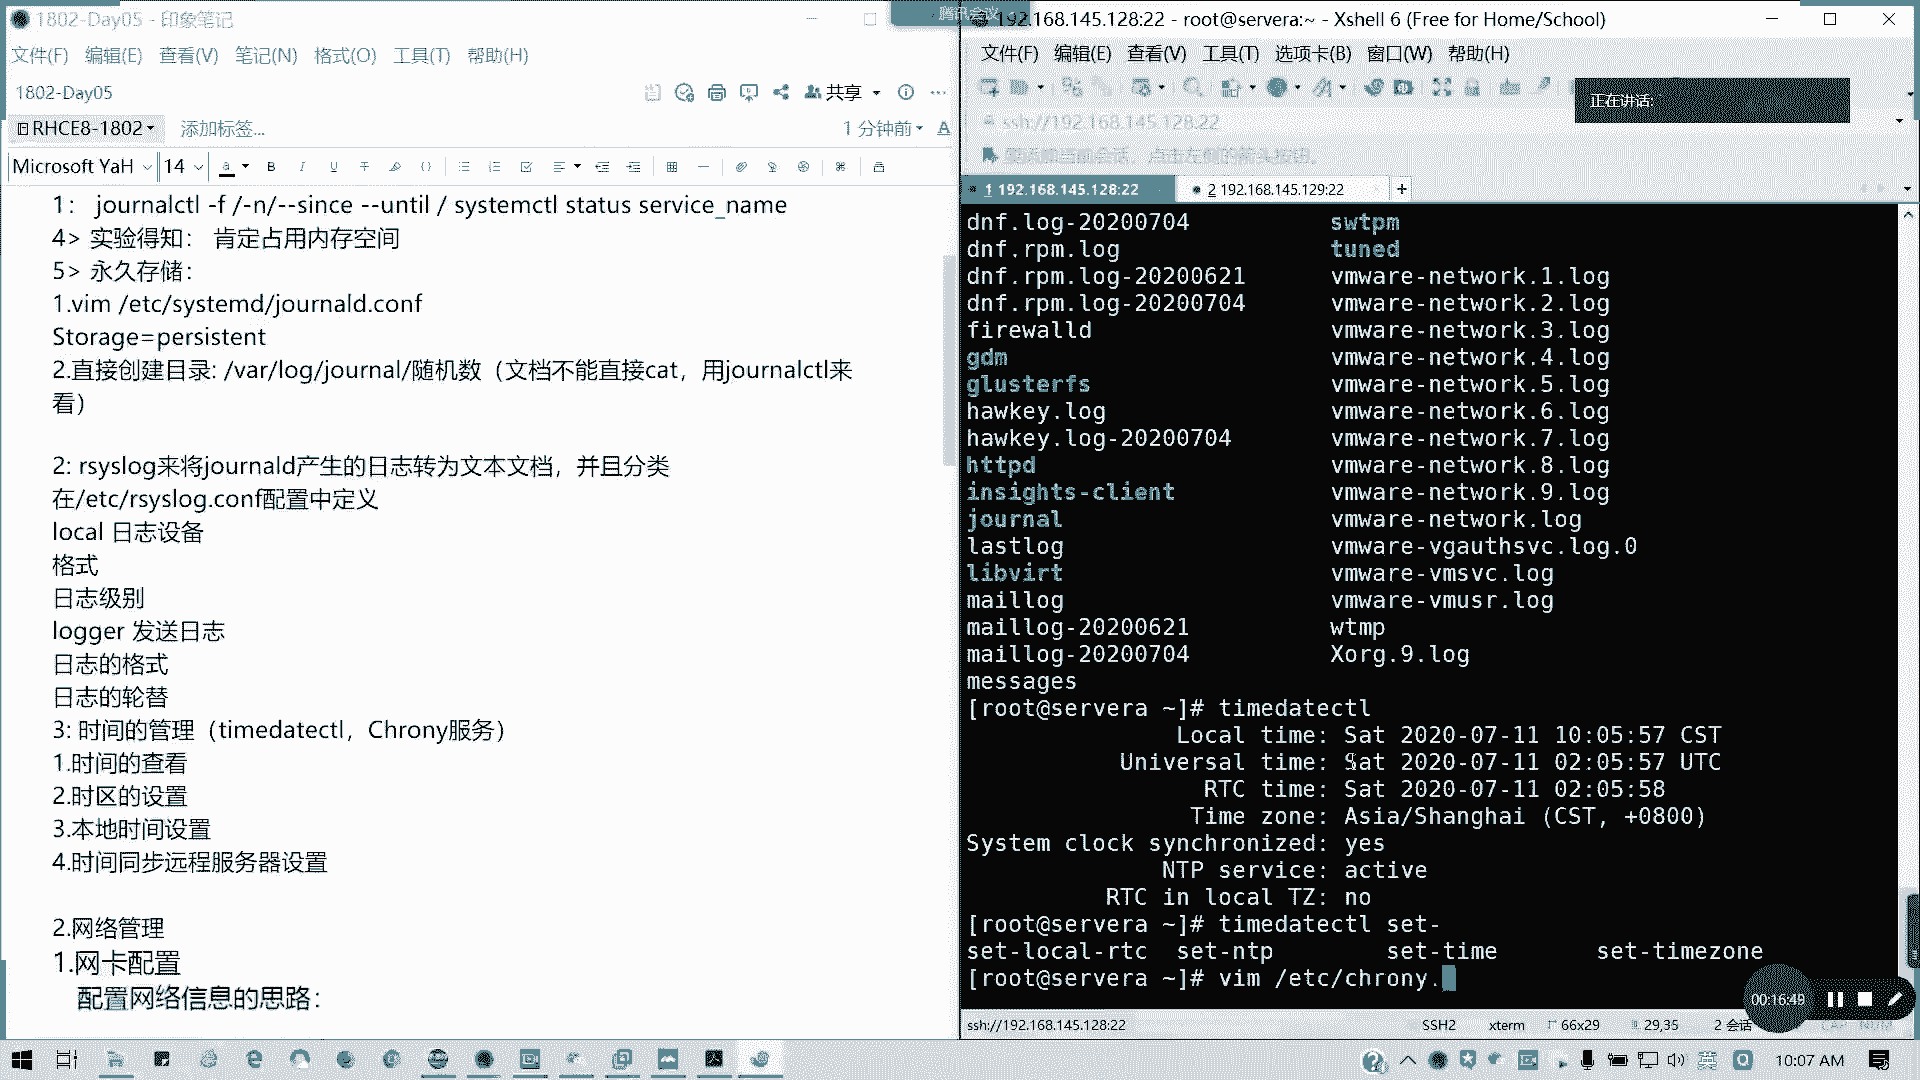 1802-Day05 - 印象笔记
文件(F) 编辑(E) 查看(V) 笔记(N) 格式(O) 工具(T) 帮助(H)
1802-Day05
共享
RHCE8-1802
添加标签...
1 分钟前
Microsoft YaH 14
1： journalctl -f /-n/--since --until / systemctl status service_name
4> 实验得知： 肯定占用内存空间
5> 永久存储：
1.vim /etc/systemd/journald.conf
Storage=persistent
2.直接创建目录: /var/log/journal/随机数（文档不能直接cat，用journalctl来
看）
2: rsyslog来将journald产生的日志转为文本文档，并且分类
在/etc/rsyslog.conf配置中定义
local 日志设备
格式
日志级别
logger 发送日志
日志的格式
日志的轮替
3: 时间的管理（timedatectl，Chrony服务）
1.时间的查看
2.时区的设置
3.本地时间设置
4.时间同步远程服务器设置
2.网络管理
1.网卡配置
配置网络信息的思路：
腾讯会议
192.168.145.128:22 - root@servera:~ - Xshell 6 (Free for Home/School)
文件(F) 编辑(E) 查看(V) 工具(T) 选项卡(B) 窗口(W) 帮助(H)
正在讲话:
ssh://192.168.145.128:22
要添加当前会话，点击左侧的箭头按钮。
1 192.168.145.128:22
2 192.168.145.129:22
dnf.log-20200704 swtpm
dnf.rpm.log tuned
dnf.rpm.log-20200621 vmware-network.1.log
dnf.rpm.log-20200704 vmware-network.2.log
firewalld vmware-network.3.log
gdm vmware-network.4.log
glusterfs vmware-network.5.log
hawkey.log vmware-network.6.log
hawkey.log-20200704 vmware-network.7.log
httpd vmware-network.8.log
insights-client vmware-network.9.log
journal vmware-network.log
lastlog vmware-vgauthsvc.log.0
libvirt vmware-vmsvc.log
maillog vmware-vmusr.log
maillog-20200621 wtmp
maillog-20200704 Xorg.9.log
messages
[root@servera ~]# timedatectl
Local time: Sat 2020-07-11 10:05:57 CST
Universal time: Sat 2020-07-11 02:05:57 UTC
RTC time: Sat 2020-07-11 02:05:58
Time zone: Asia/Shanghai (CST, +0800)
System clock synchronized: yes
NTP service: active
RTC in local TZ: no
[root@servera ~]# timedatectl set-
set-local-rtc set-ntp set-time set-timezone
[root@servera ~]# vim /etc/chrony.
00:16:49
ssh://192.168.145.128:22 SSH2 xterm 66x29 29,35 2 会话 CAP NUM
英
10:07 AM